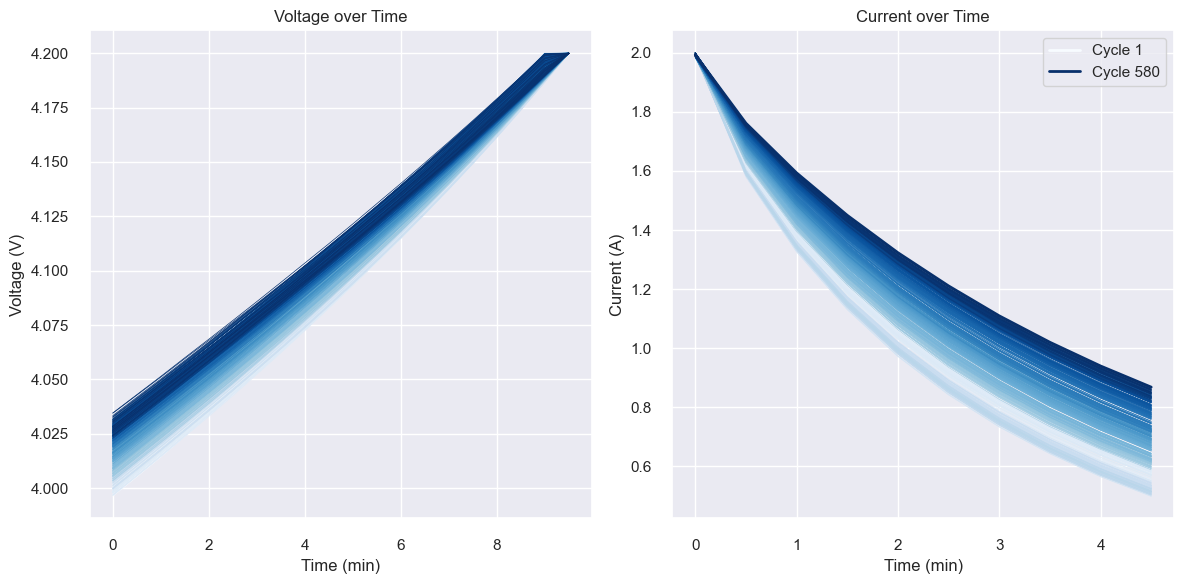 Voltage over Time
4.200
4.175
4.150
4.125
4.100
4.075
4.050
4.025
4.000
Voltage (V)
0 2 4 6 8
Time (min)
Current over Time
Cycle 1
Cycle 580
2.0
1.8
1.6
1.4
1.2
1.0
0.8
0.6
Current (A)
0 1 2 3 4
Time (min)